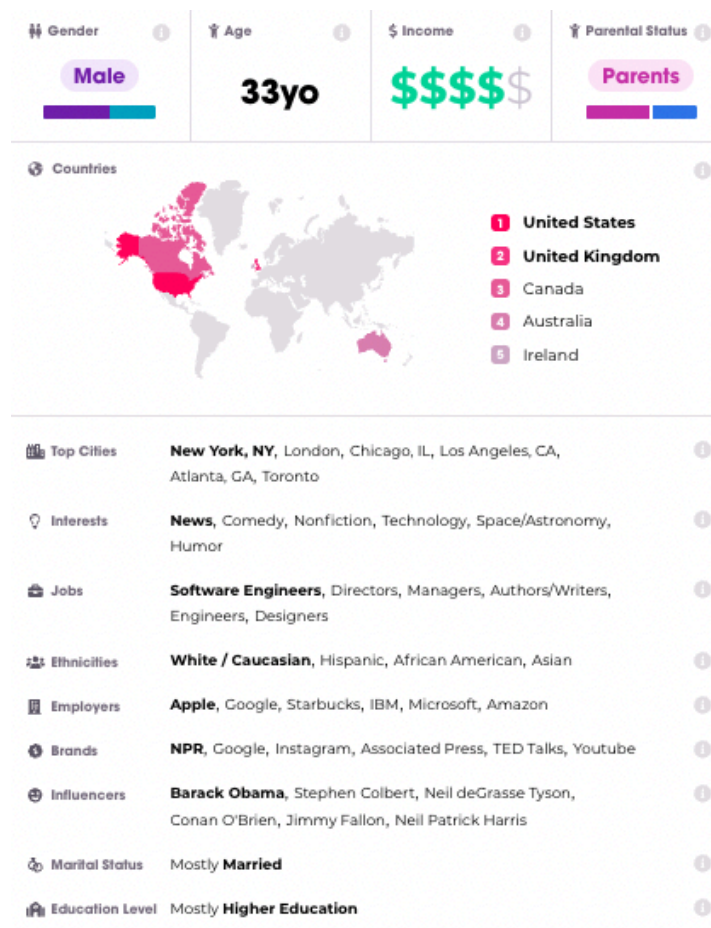 Gender
Age
$ Income
Parental Status
Male
33yo
$$$$$
Parents
Countries
1 United States
2 United Kingdom
3 Canada
4 Australia
5 Ireland
Top Cities
New York, NY, London, Chicago, IL, Los Angeles, CA,
Atlanta, GA, Toronto
Interests
News, Comedy, Nonfiction, Technology, Space/Astronomy,
Humor
Jobs
Software Engineers, Directors, Managers, Authors/Writers,
Engineers, Designers
Ethnicities
White / Caucasian, Hispanic, African American, Asian
Employers
Apple, Google, Starbucks, IBM, Microsoft, Amazon
Brands
NPR, Google, Instagram, Associated Press, TED Talks, Youtube
Influencers
Barack Obama, Stephen Colbert, Neil deGrasse Tyson,
Conan O'Brien, Jimmy Fallon, Neil Patrick Harris
Marital Status
Mostly Married
Education Level
Mostly Higher Education